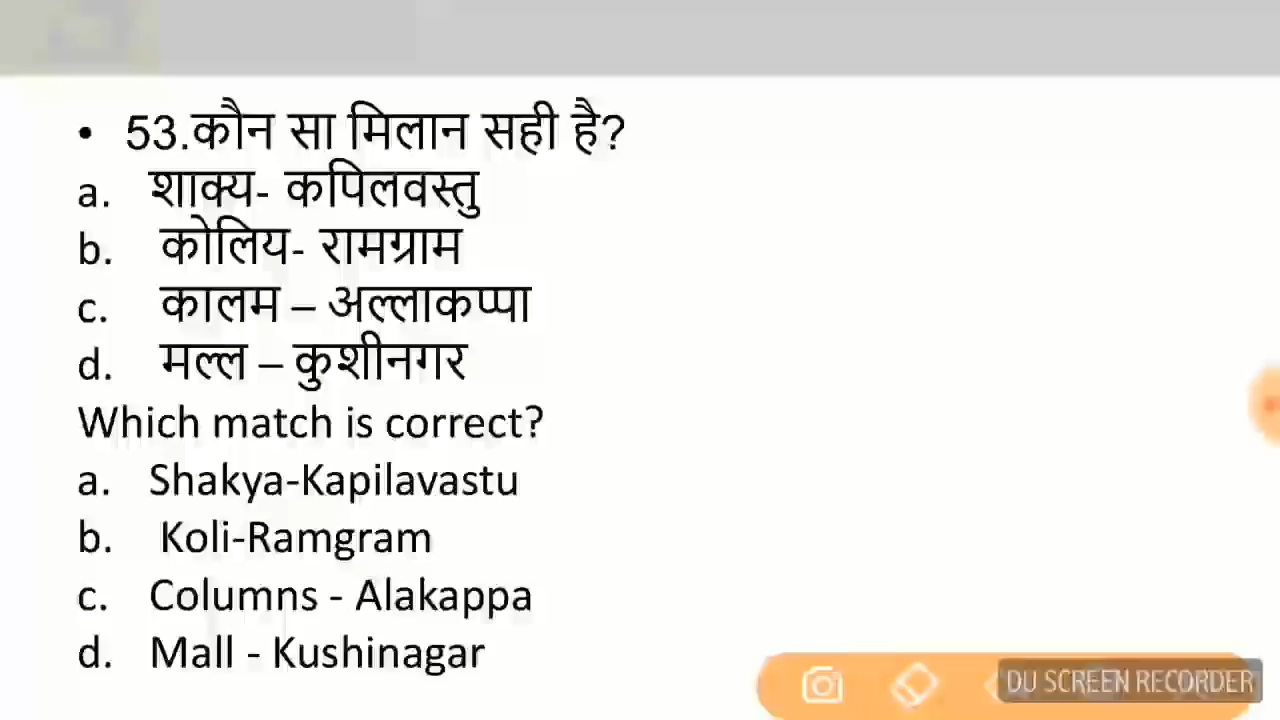 • 53.कौन सा मिलान सही है?
a. शाक्य- कपिलवस्तु
b. कोलिय- रामग्राम
c. कालम – अल्लाकप्पा
d. मल्ल – कुशीनगर
Which match is correct?
a. Shakya-Kapilavastu
b. Koli-Ramgram
c. Columns - Alakappa
d. Mall - Kushinagar
DU SCREEN RECORDER